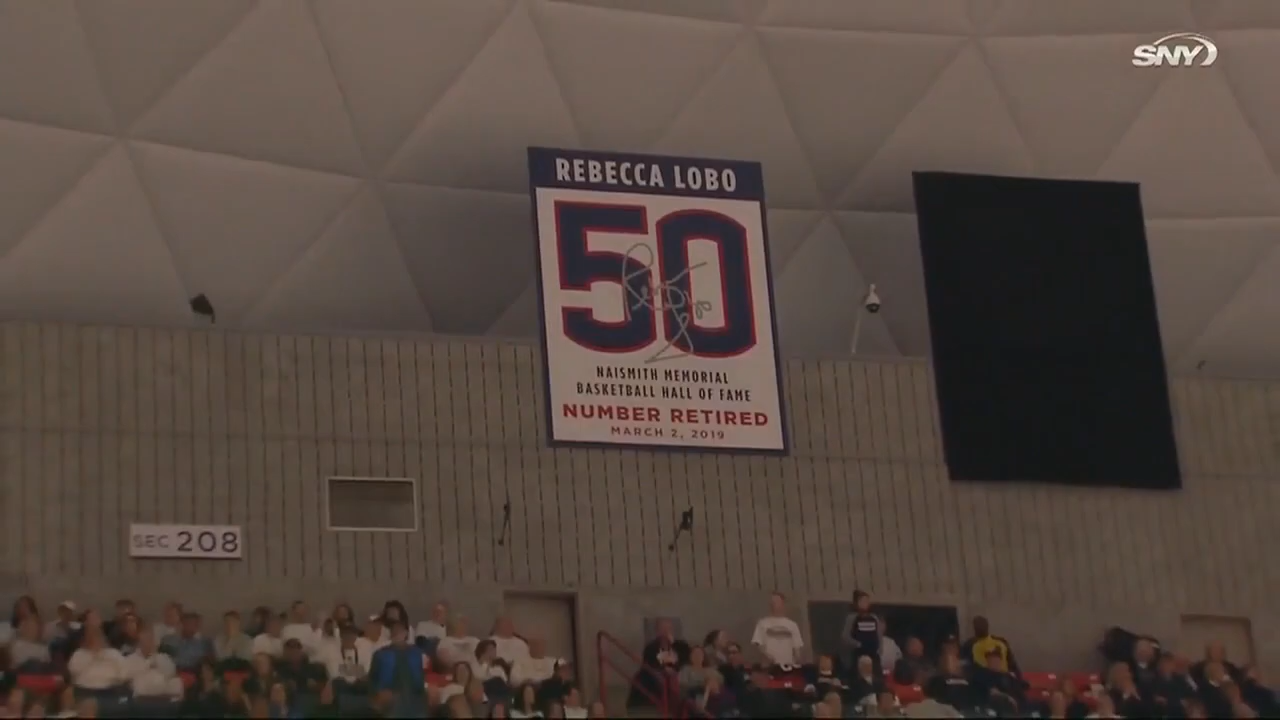 SNY
REBECCA LOBO
50
NAISMITH MEMORIAL
BASKETBALL HALL OF FAME
NUMBER RETIRED
MARCH 2, 2019
SEC 208